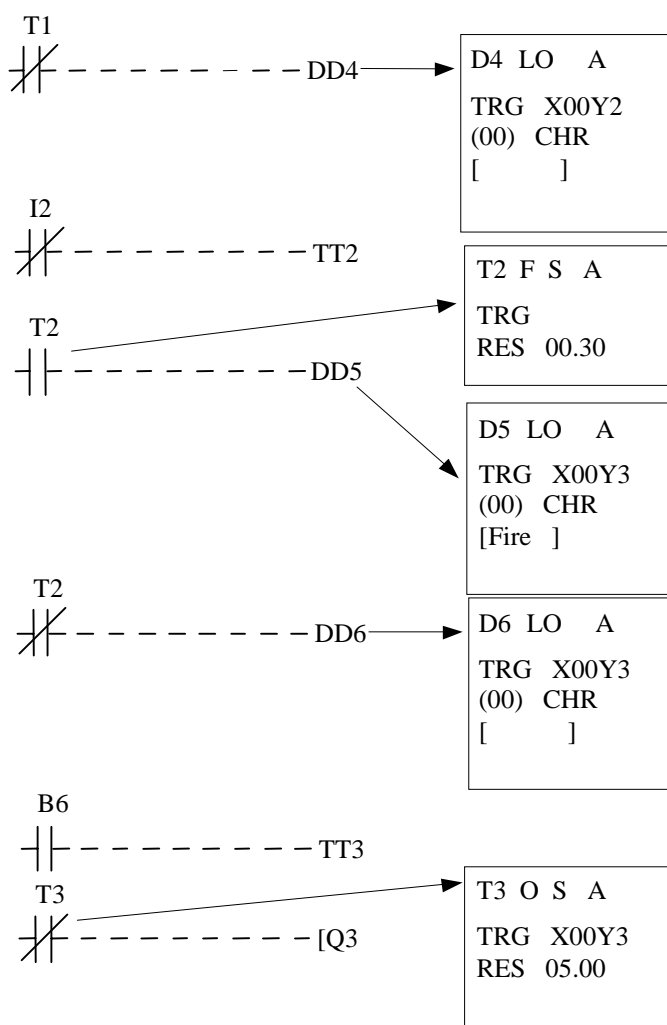 T1
DD4
D4 LO A
TRG X00Y2
(00) CHR
[ ]
I2
TT2
T2 F S A
TRG
RES 00.30
T2
DD5
D5 LO A
TRG X00Y3
(00) CHR
[Fire ]
T2
DD6
D6 LO A
TRG X00Y3
(00) CHR
[ ]
B6
TT3
T3
[Q3
T3 O S A
TRG X00Y3
RES 05.00